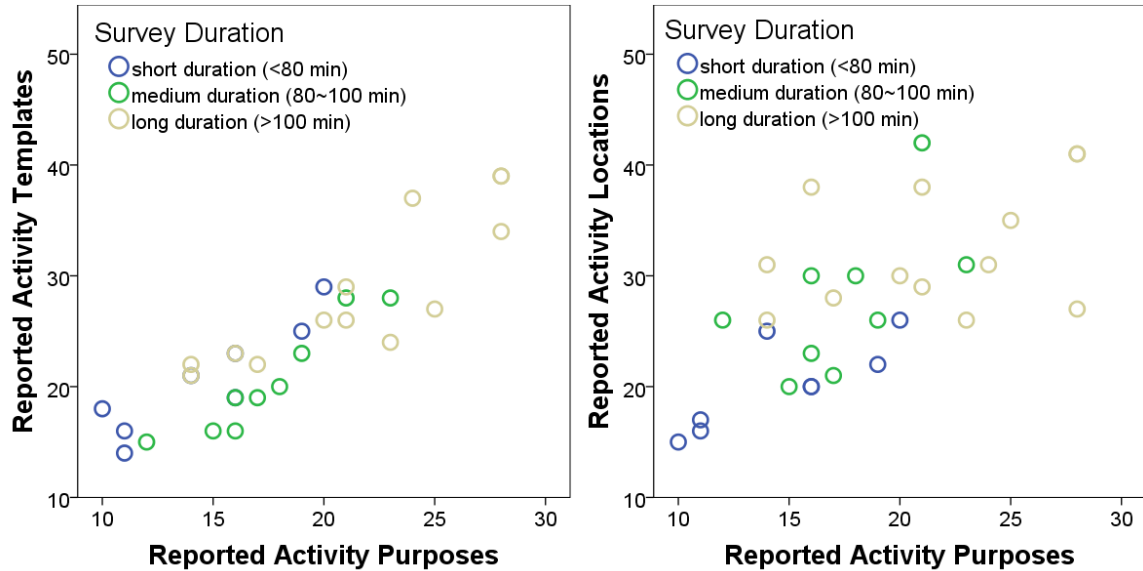 Survey Duration
short duration (<80 min)
medium duration (80~100 min)
long duration (>100 min)
Reported Activity Templates
50
40
30
20
10
10 15 20 25 30
Reported Activity Purposes
Survey Duration
short duration (<80 min)
medium duration (80~100 min)
long duration (>100 min)
Reported Activity Locations
50
40
30
20
10
10 15 20 25 30
Reported Activity Purposes